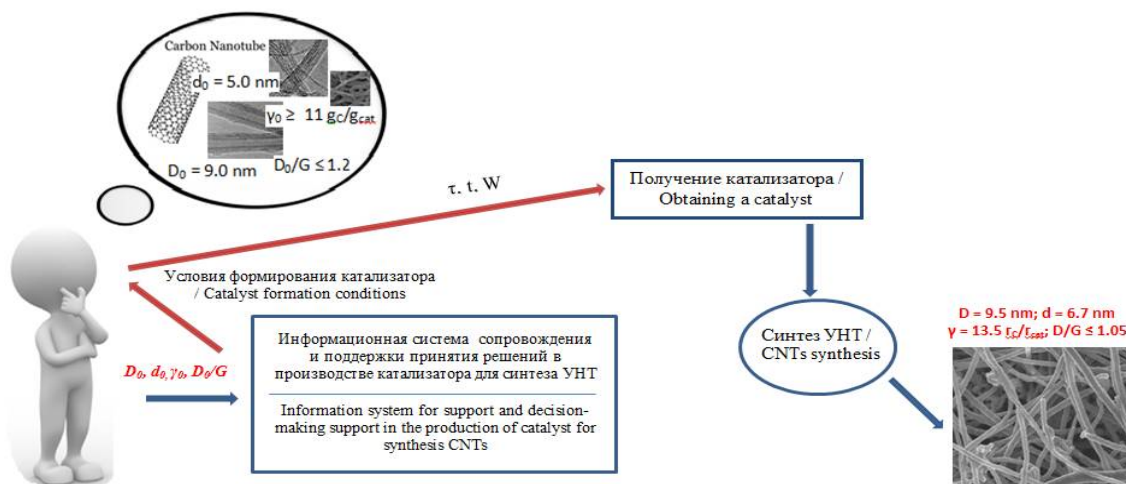 Carbon Nanotube
d₀ = 5.0 nm
γ₀ ≥ 11 gC/gcat
D₀ = 9.0 nm
D₀/G ≤ 1.2
τ, t, W
Получение катализатора /
Obtaining a catalyst
Условия формирования катализатора
/ Catalyst formation conditions
D₀, d₀, γ₀, D₀/G
Информационная система сопровождения
и поддержки принятия решений в
производстве катализатора для синтеза УНТ
Information system for support and decision-
making support in the production of catalyst for
synthesis CNTs
Синтез УНТ /
CNTs synthesis
D = 9.5 nm; d = 6.7 nm
γ = 13.5 гC/гcat; D/G ≤ 1.05